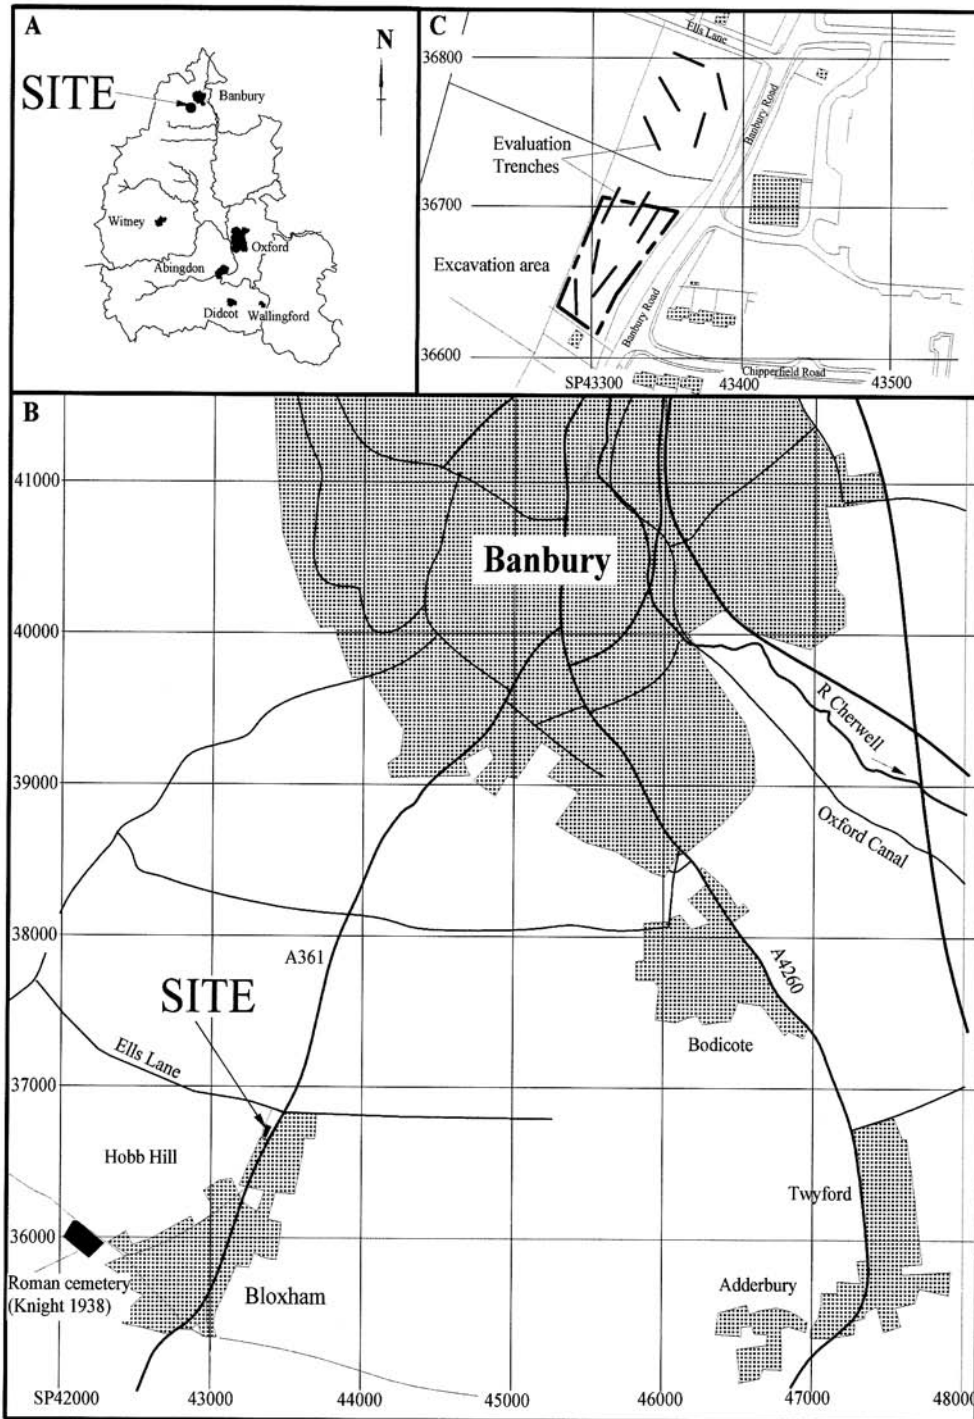 A
N
SITE
Banbury
Witney
Oxford
Abingdon
Didcot
Wallingford
C
Ells Lane
36800
Banbury Road
Evaluation
Trenches
36700
Excavation area
Banbury Road
36600
Chipperfield Road
SP43300
43400
43500
B
41000
Banbury
40000
R Cherwell
39000
Oxford Canal
38000
A361
A4260
SITE
Bodicote
Ells Lane
37000
Hobb Hill
Twyford
36000
Roman cemetery
(Knight 1938)
Bloxham
Adderbury
SP42000
43000
44000
45000
46000
47000
48000